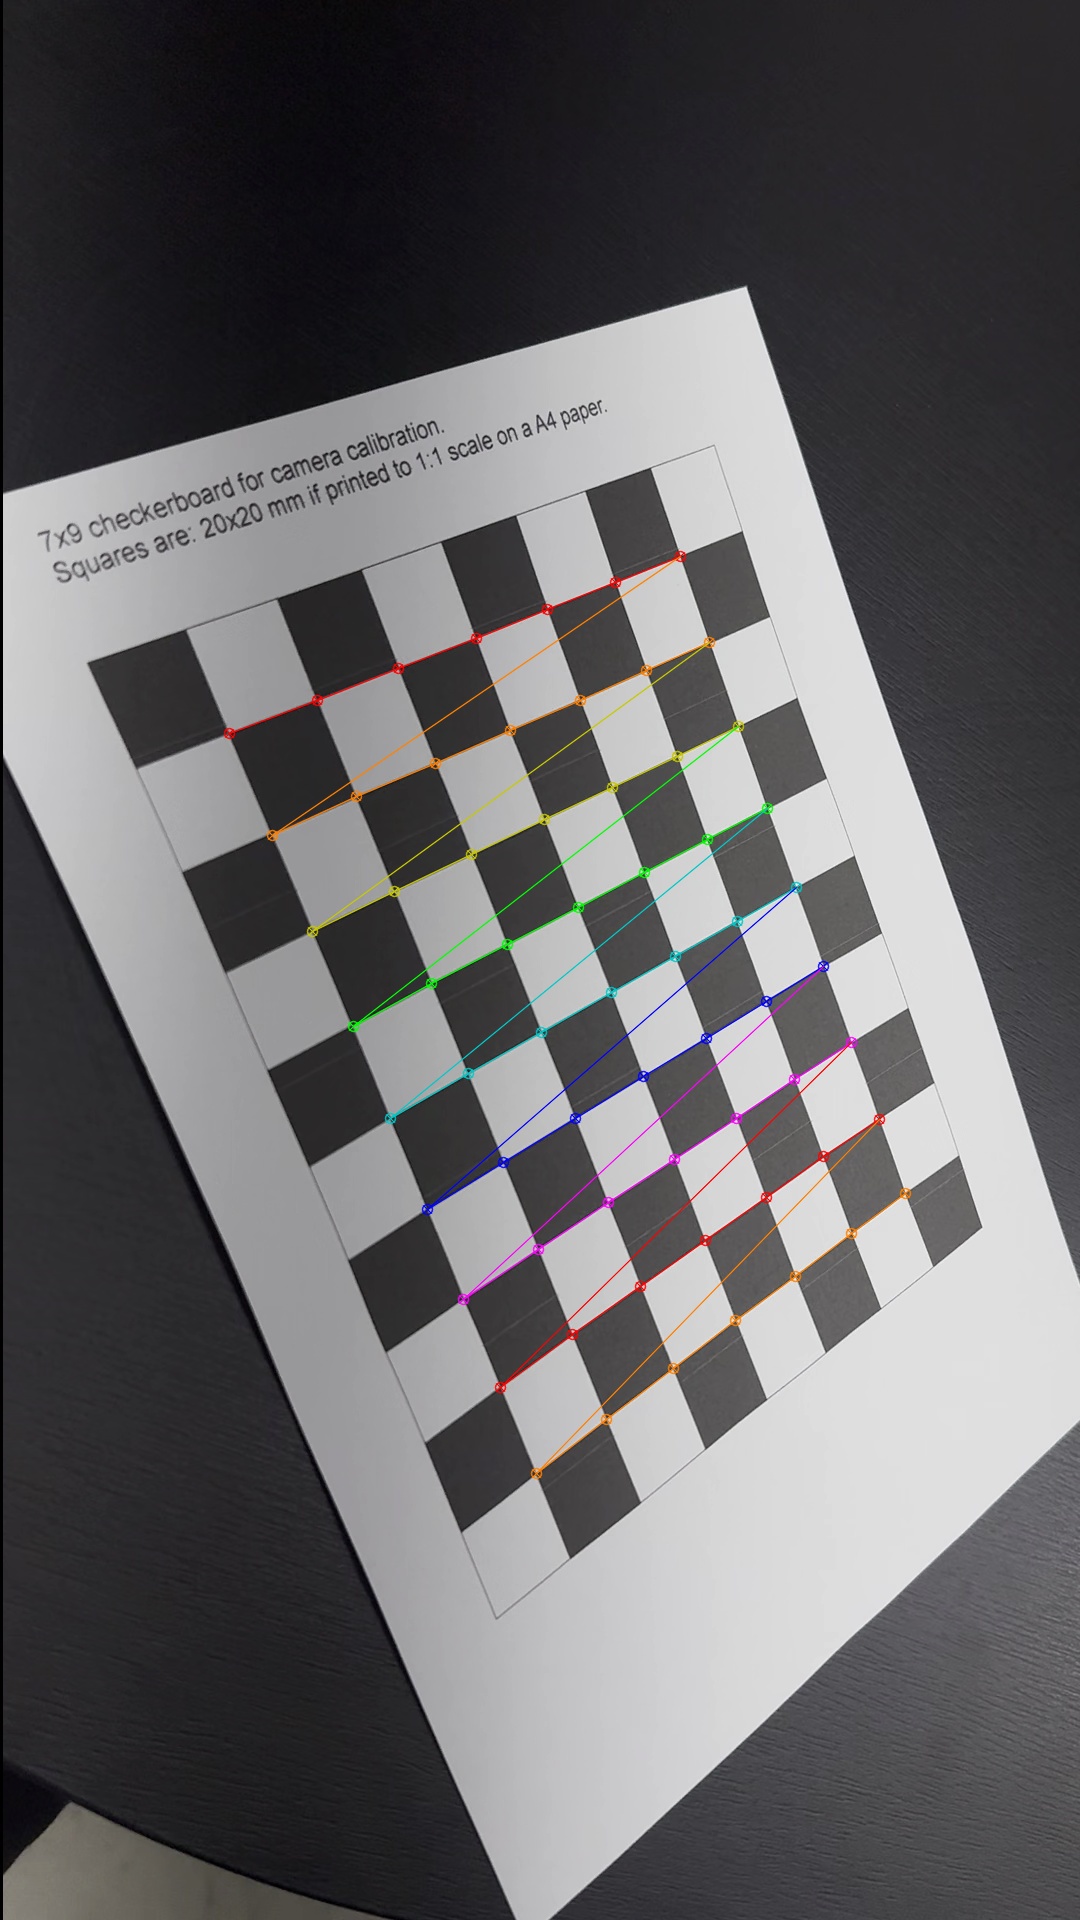 7x9 checkerboard for camera calibration.
Squares are: 20x20 mm if printed to 1:1 scale on a A4 paper.